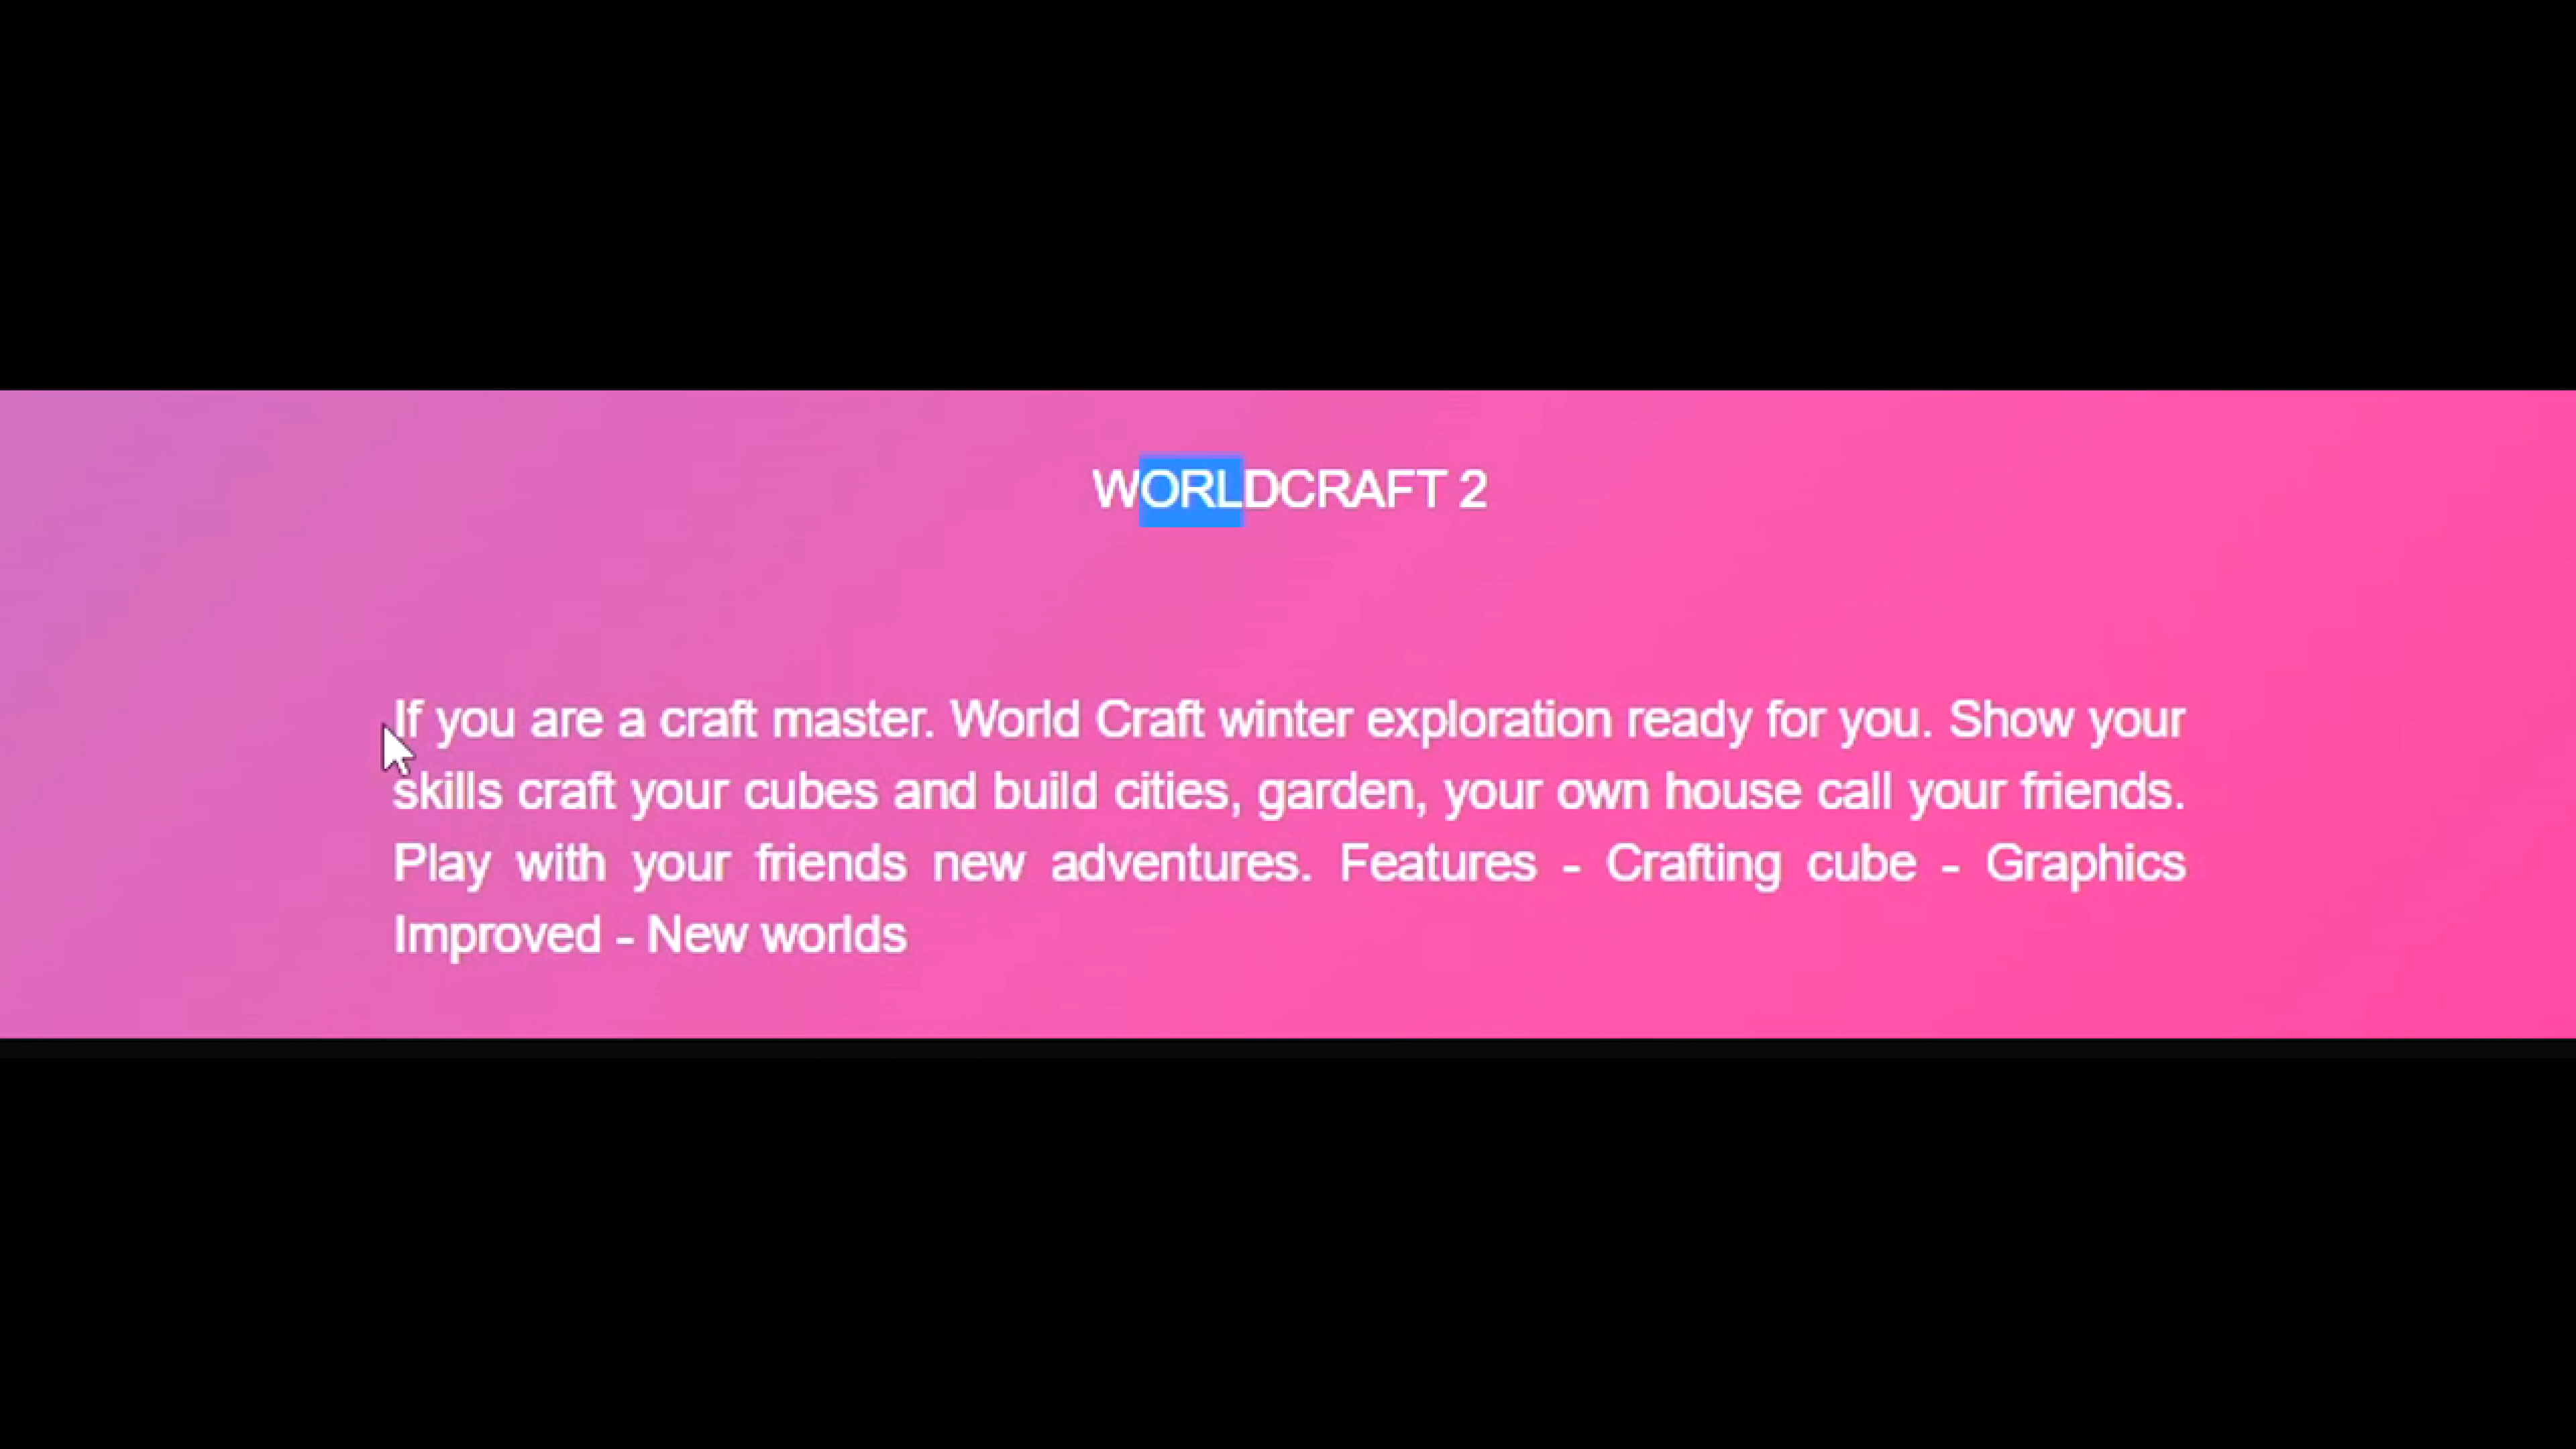 WORLDCRAFT 2
If you are a craft master. World Craft winter exploration ready for you. Show your
skills craft your cubes and build cities, garden, your own house call your friends.
Play with your friends new adventures. Features - Crafting cube - Graphics
Improved - New worlds